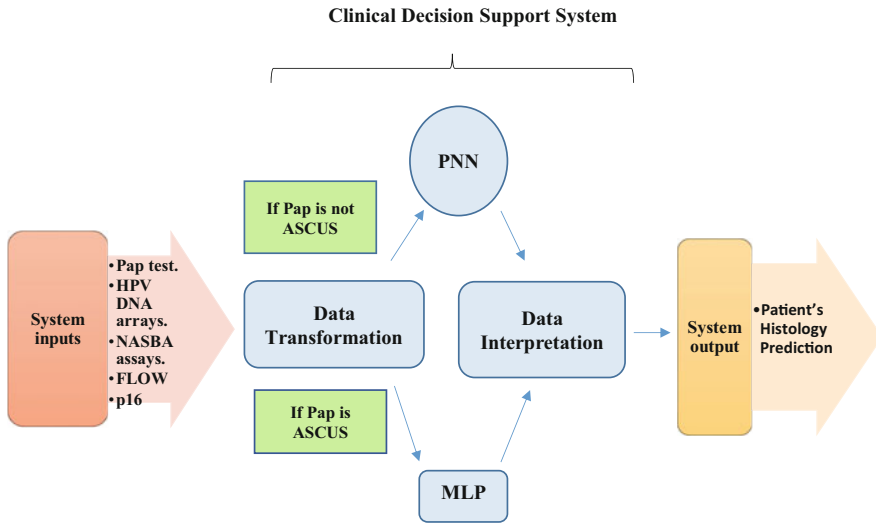 Clinical Decision Support System
PNN
If Pap is not
ASCUS
System
inputs
•Pap test.
•HPV
DNA
arrays.
•NASBA
assays.
•FLOW
•p16
Data
Transformation
Data
Interpretation
System
output
•Patient's
Histology
Prediction
If Pap is
ASCUS
MLP